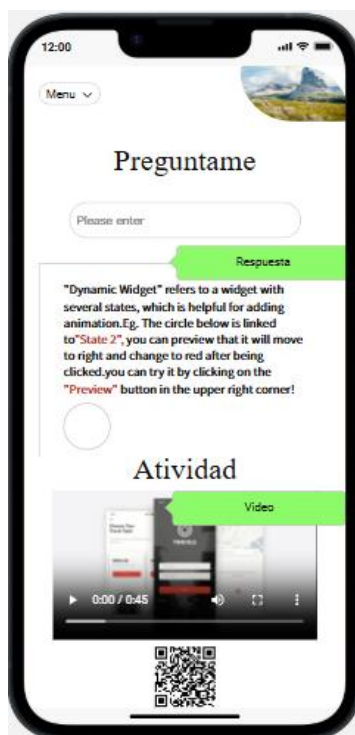 12:00
Menu
Preguntame
Please enter
Respuesta
"Dynamic Widget" refers to a widget with
several states, which is helpful for adding
animation.Eg. The circle below is linked
to"State 2", you can preview that it will move
to right and change to red after being
clicked.you can try it by clicking on the
"Preview" button in the upper right corner!
Atividad
Video
0:00 / 0:45